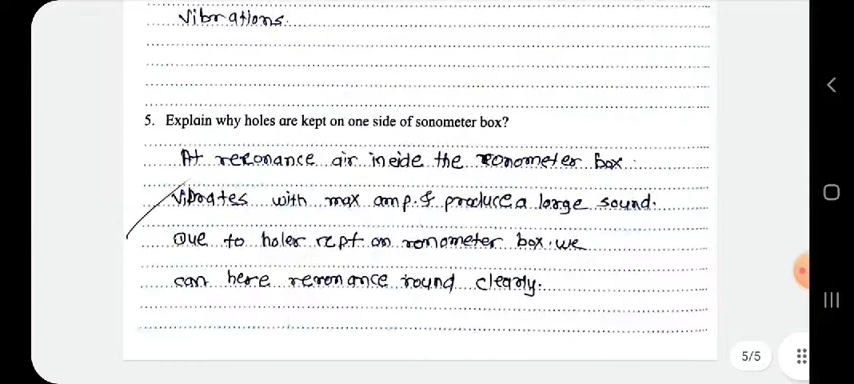 Vibrations.
5. Explain why holes are kept on one side of sonometer box?
At resonance air inside the sonometer box
Vibrates with max amp. & produce a large sound.
Due to holes kept on sonometer box. we
can here resonance sound clearly.
5/5